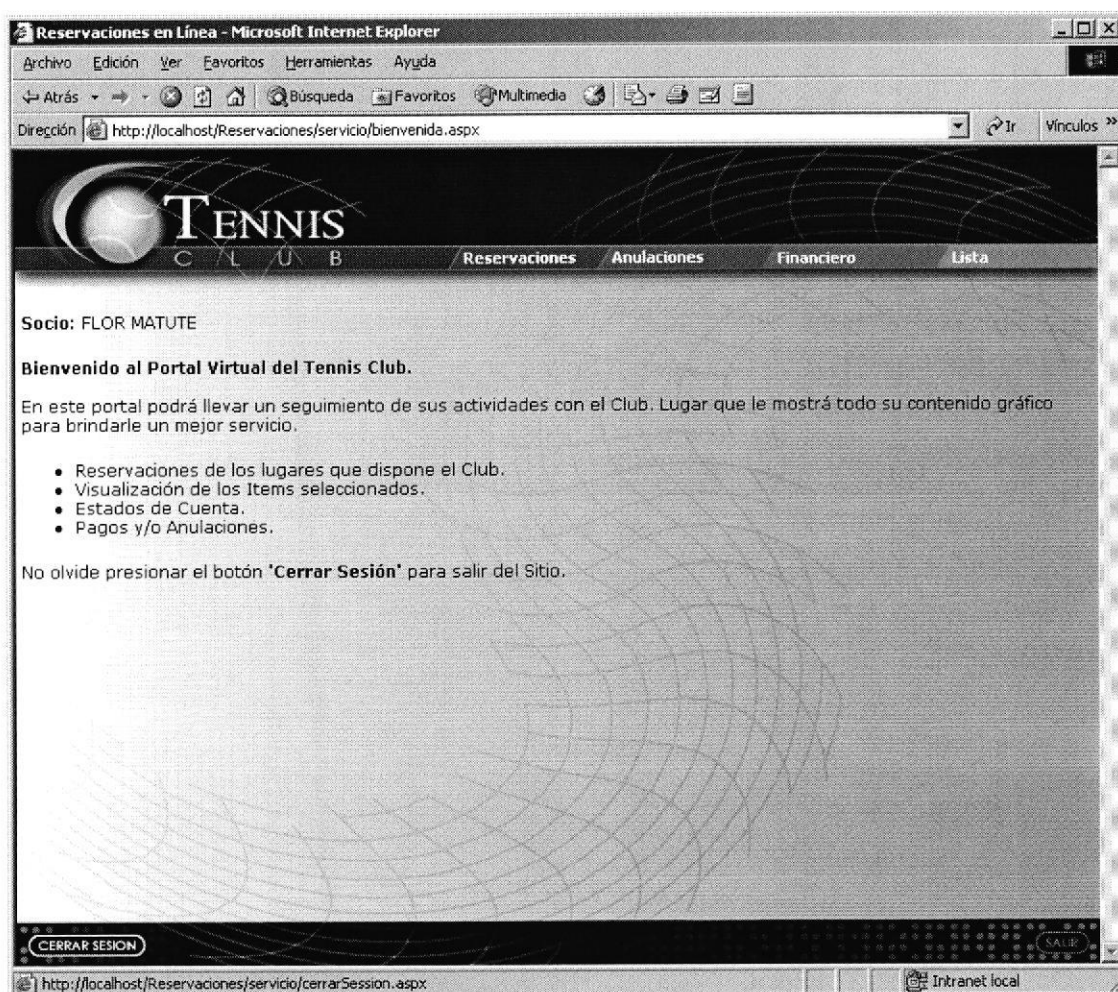 Reservaciones en Línea - Microsoft Internet Explorer
Archivo Edición Ver Favoritos Herramientas Ayuda
Atrás Búsqueda Favoritos Multimedia
Dirección http://localhost/Reservaciones/servicio/bienvenida.aspx Ir Vínculos »
TENNIS
CLUB
Reservaciones Anulaciones Financiero Lista
Socio: FLOR MATUTE
Bienvenido al Portal Virtual del Tennis Club.
En este portal podrá llevar un seguimiento de sus actividades con el Club. Lugar que le mostrá todo su contenido gráfico
para brindarle un mejor servicio.
• Reservaciones de los lugares que dispone el Club.
• Visualización de los Items seleccionados.
• Estados de Cuenta.
• Pagos y/o Anulaciones.
No olvide presionar el botón "Cerrar Sesión" para salir del Sitio.
CERRAR SESION SALIR
http://localhost/Reservaciones/servicio/cerrarSession.aspx Intranet local